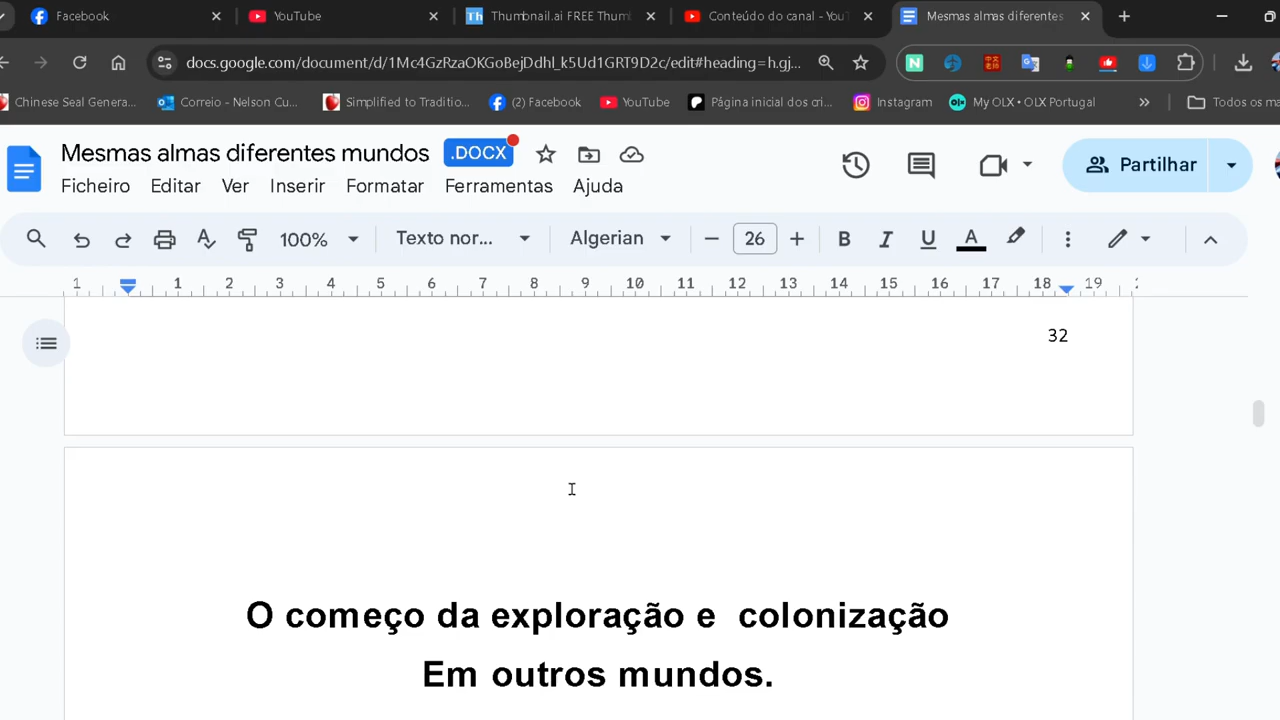 Facebook
YouTube
Thumbnail.ai FREE Thum
Conteúdo do canal - You
Mesmas almas diferentes
docs.google.com/document/d/1Mc4GzRzaOKGoBejDdhl_k5Ud1GRT9D2c/edit#heading=h.gj...
Chinese Seal Genera...
Correio - Nelson Cu...
Simplified to Traditio...
(2) Facebook
YouTube
Página inicial dos cri...
Instagram
My OLX • OLX Portugal
Todos os ma
Mesmas almas diferentes mundos
.DOCX
Ficheiro Editar Ver Inserir Formatar Ferramentas Ajuda
Partilhar
100% Texto nor... Algerian 26 B I U A
1 1 2 3 4 5 6 7 8 9 10 11 12 13 14 15 16 17 18 19
32
O começo da exploração e colonização
Em outros mundos.